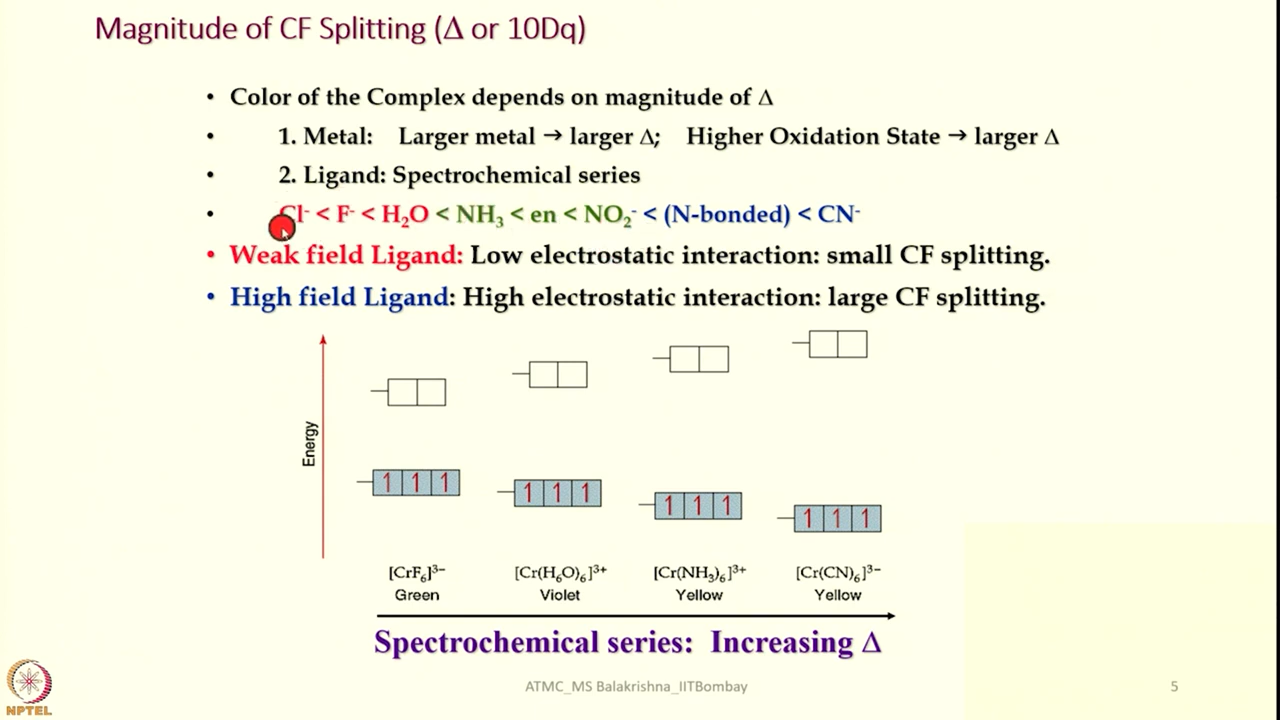 Magnitude of CF Splitting (Δ or 10Dq)
• Color of the Complex depends on magnitude of Δ
• 1. Metal: Larger metal → larger Δ; Higher Oxidation State → larger Δ
• 2. Ligand: Spectrochemical series
• Cl⁻ < F⁻ < H₂O < NH₃ < en < NO₂⁻ < (N-bonded) < CN⁻
• Weak field Ligand: Low electrostatic interaction: small CF splitting.
• High field Ligand: High electrostatic interaction: large CF splitting.
Energy
1 1 1
1 1 1
1 1 1
1 1 1
[CrF₆]³⁻ [Cr(H₆O)₆]³⁺ [Cr(NH₃)₆]³⁺ [Cr(CN)₆]³⁻
Green Violet Yellow Yellow
Spectrochemical series: Increasing Δ
NPTEL
ATMC_MS Balakrishna_IITBombay
5